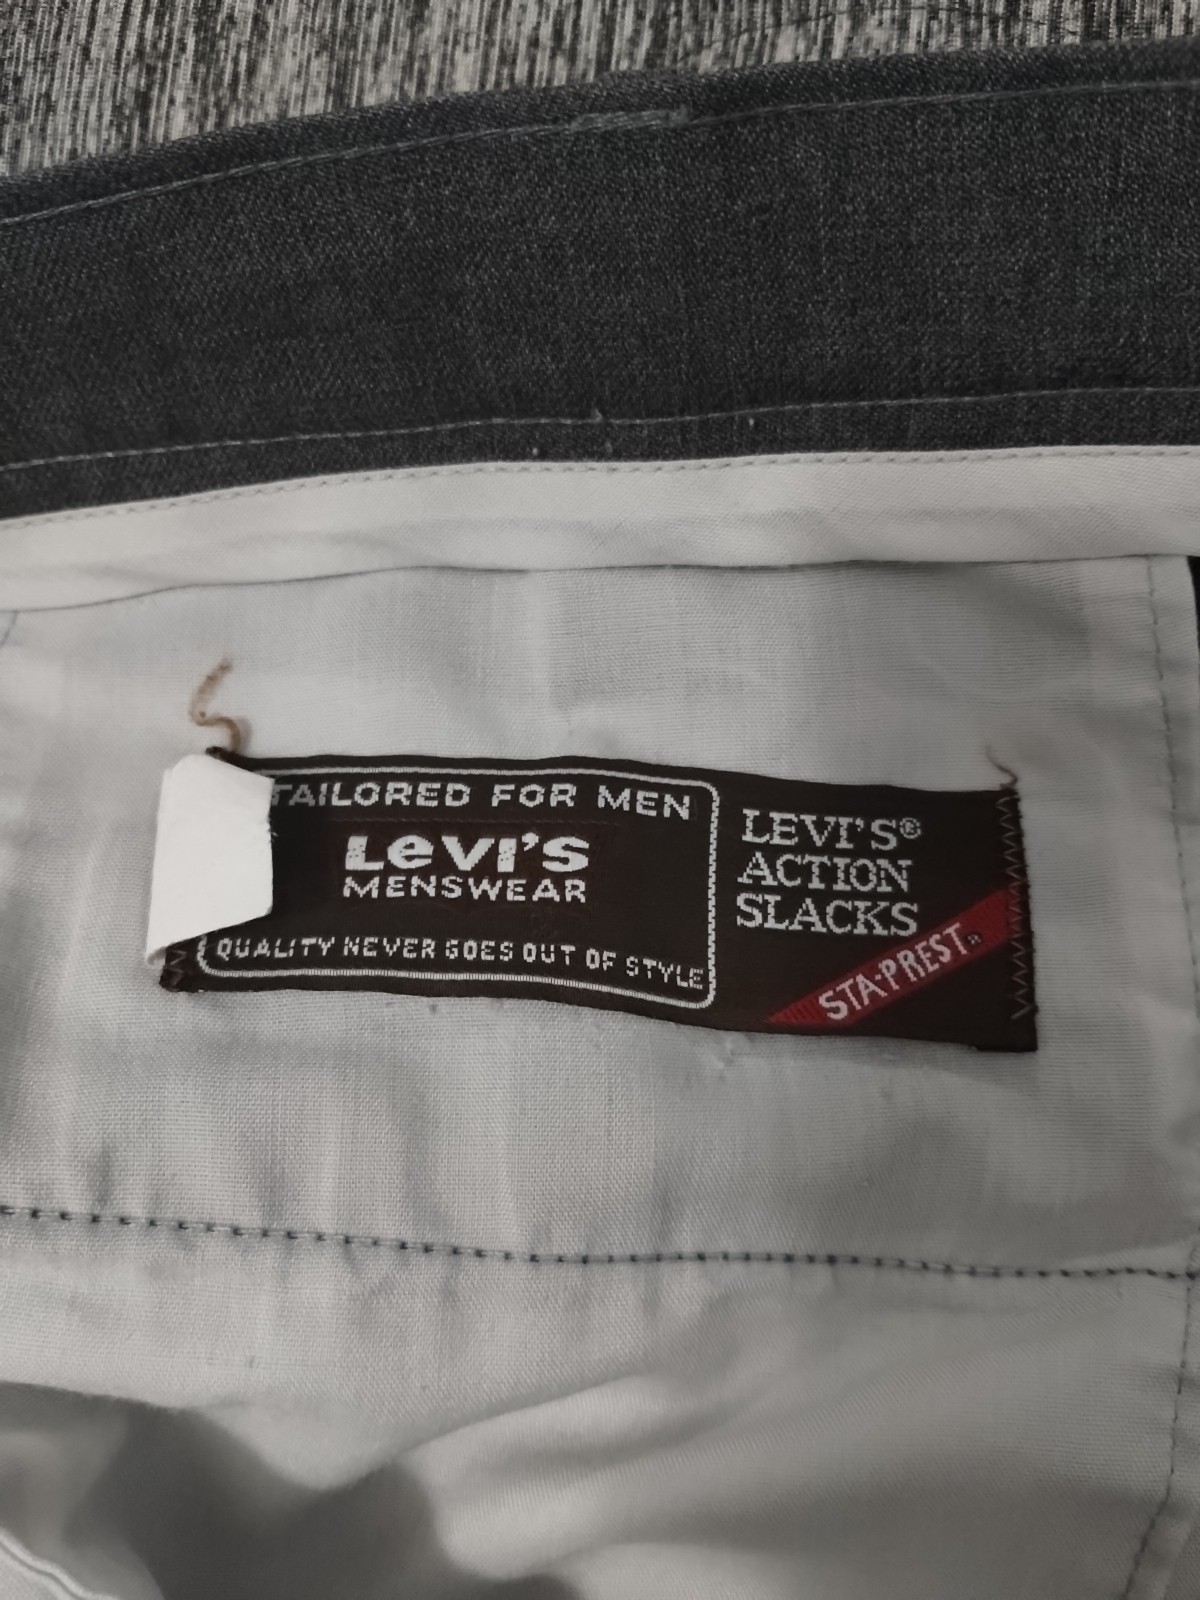 TAILORED FOR MEN
Levi's
MENSWEAR
QUALITY NEVER GOES OUT OF STYLE
LEVI'S®
ACTION
SLACKS
STA-PREST®